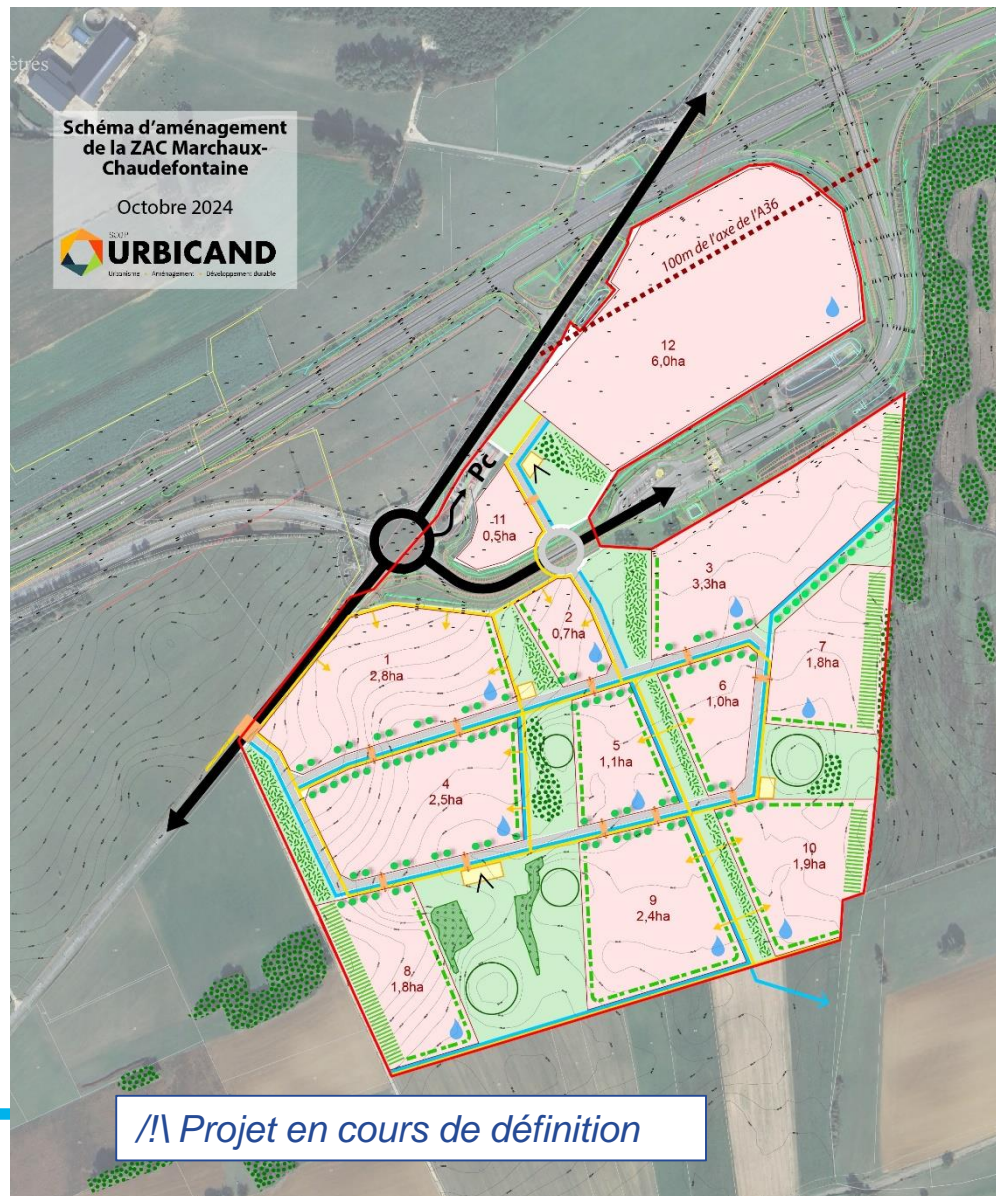 ètres
Schéma d'aménagement
de la ZAC Marchaux-
Chaudefontaine
Octobre 2024
SCOP
URBICAND
Urbanisme - Aménagement - Développement durable
100m de l'axe de l'A36
12
6,0ha
Pc
11
0,5ha
3
3,3ha
2
0,7ha
1
2,8ha
7
1,8ha
6
1,0ha
5
1,1ha
4
2,5ha
10
1,9ha
9
2,4ha
8
1,8ha
/!\ Projet en cours de définition